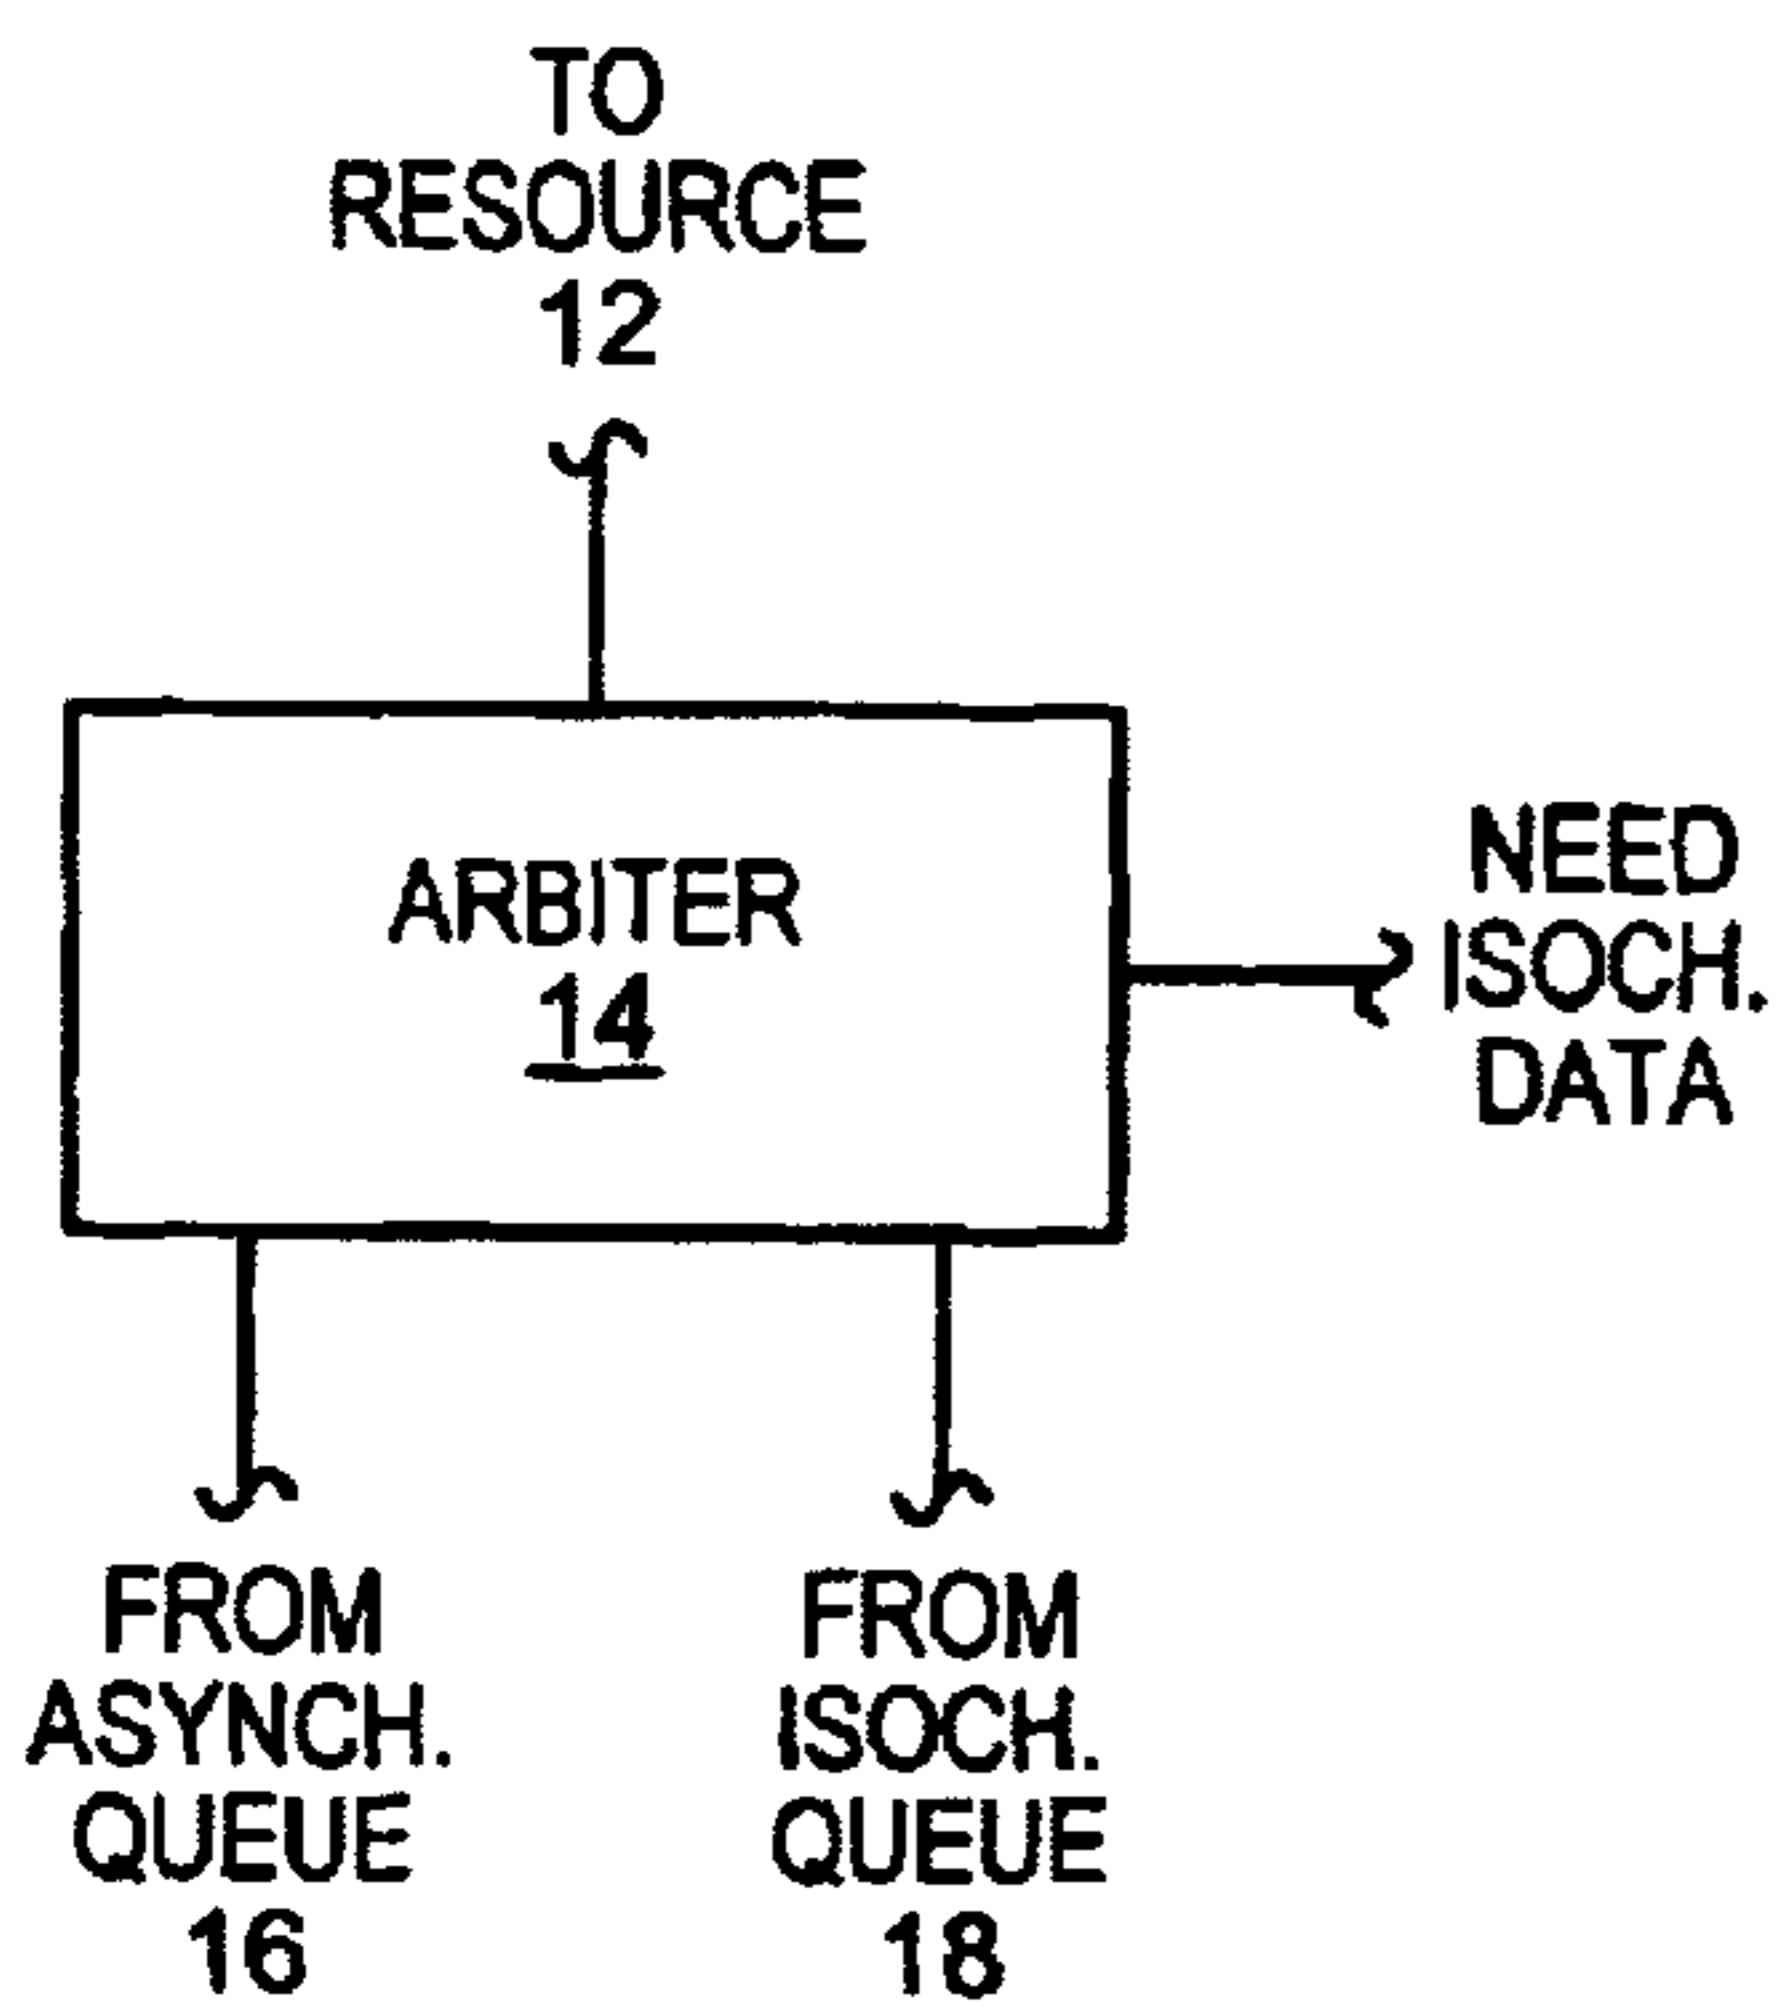 TO
RESOURCE
12
ARBITER
14
NEED
ISOCH.
DATA
FROM
ASYNCH.
QUEUE
16
FROM
ISOCH.
QUEUE
18